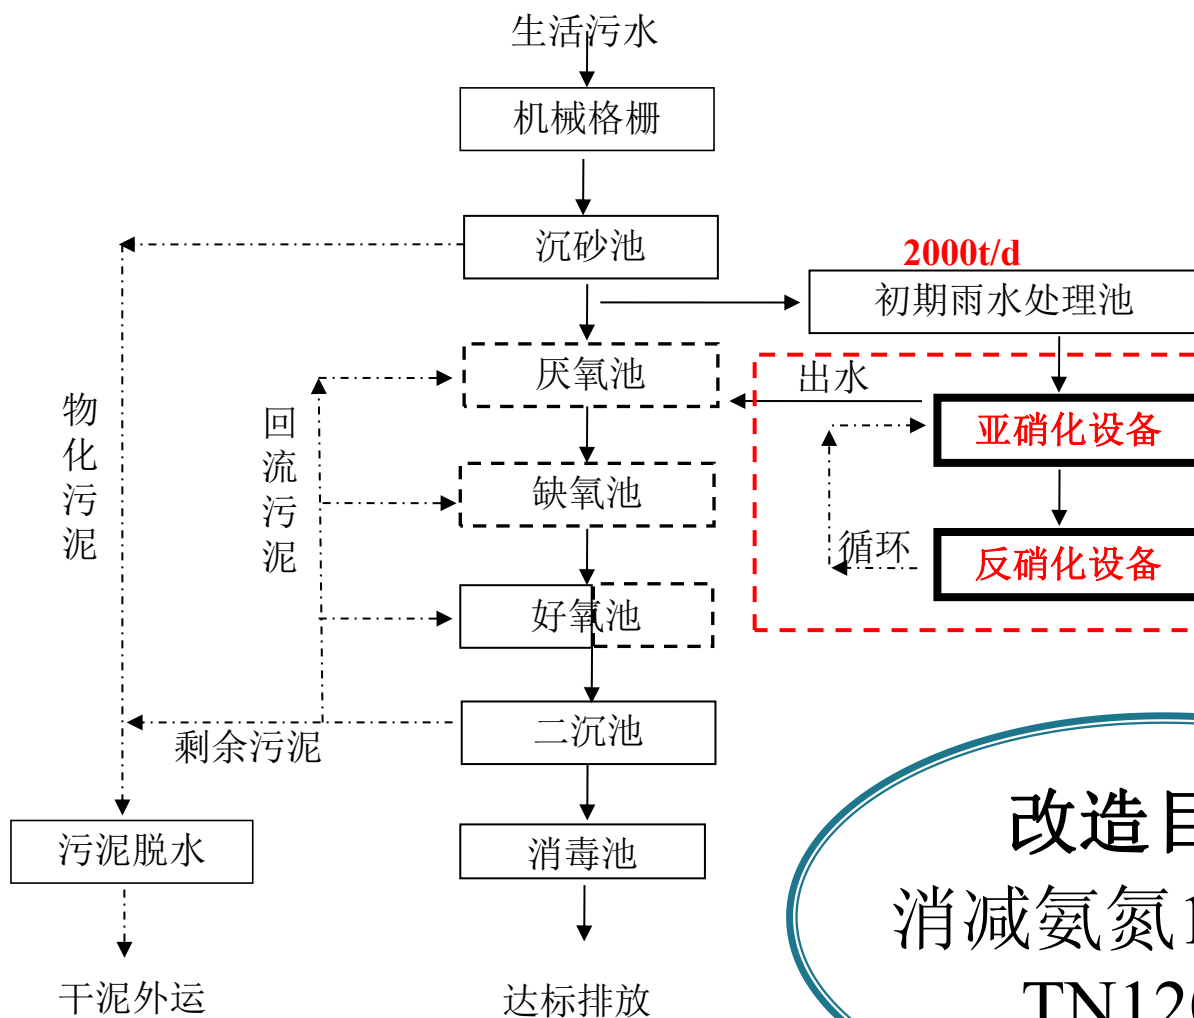 生活污水
机械格栅
沉砂池
2000t/d
初期雨水处理池
厌氧池
出水
亚硝化设备
物化污泥
回流污泥
缺氧池
循环
反硝化设备
好氧池
二沉池
剩余污泥
污泥脱水
消毒池
改造目
消减氨氮1
TN120
干泥外运
达标排放